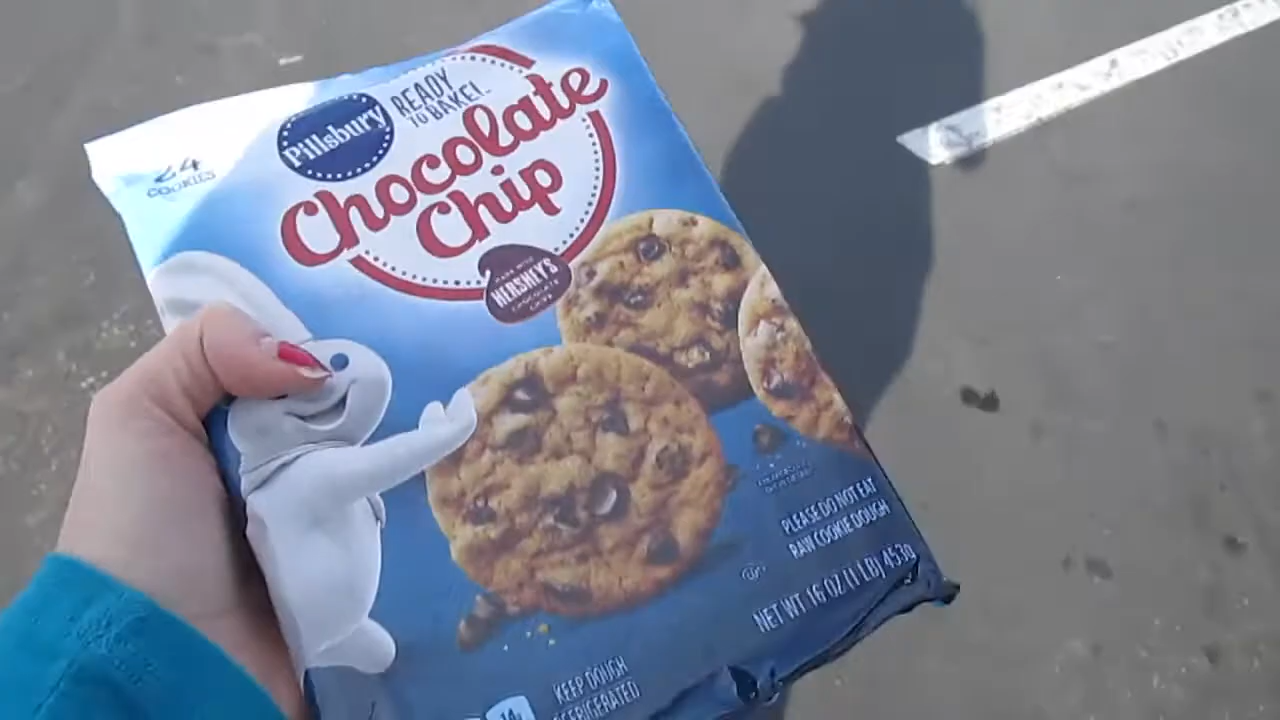 Pillsbury
READY
TO BAKE!
Chocolate
Chip
24
COOKIES
MADE WITH
HERSHEY'S
CHOCOLATE
CHIPS
PLEASE DO NOT EAT
RAW COOKIE DOUGH
NET WT 16 OZ (1 LB) 453g
KEEP DOUGH
REFRIGERATED
14g